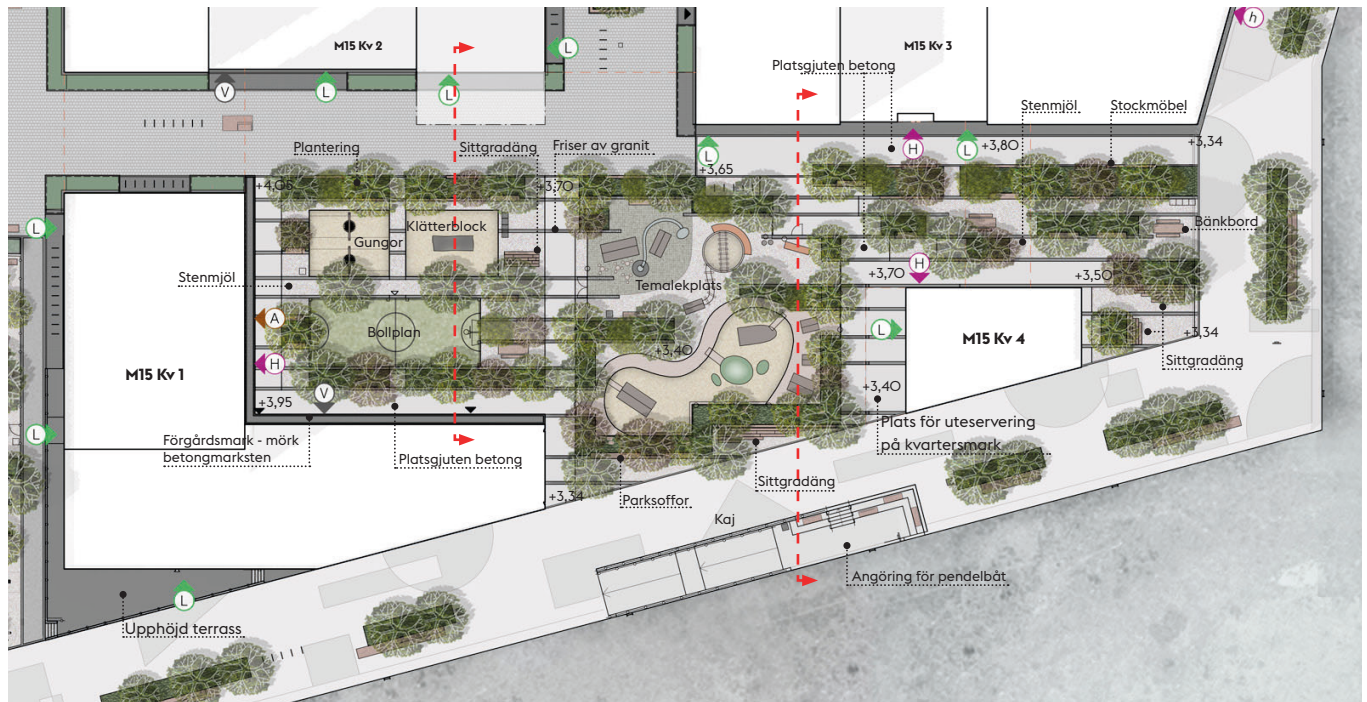 h
M15 Kv 2
L
M15 Kv 3
Platsgjuten betong
V
L
L
Stenmjöl
Stockmöbel
Plantering
Sittgradäng
Friser av granit
L
H
L
+3,80
+3,34
+3,65
+4,05
+3,70
Klätterblock
Gungor
L
Bänkbord
Stenmjöl
Temalekplats
+3,70
H
+3,50
A
Bollplan
L
M15 Kv 4
+3,34
+3,40
Sittgradäng
M15 Kv 1
H
V
+3,95
+3,40
L
Förgårdsmark - mörk
betongmarksten
Platsgjuten betong
Plats för uteservering
på kvartersmark
Sittgradäng
+3,34
Parksoffor
Kaj
Angöring för pendelbåt
L
Upphöjd terrass